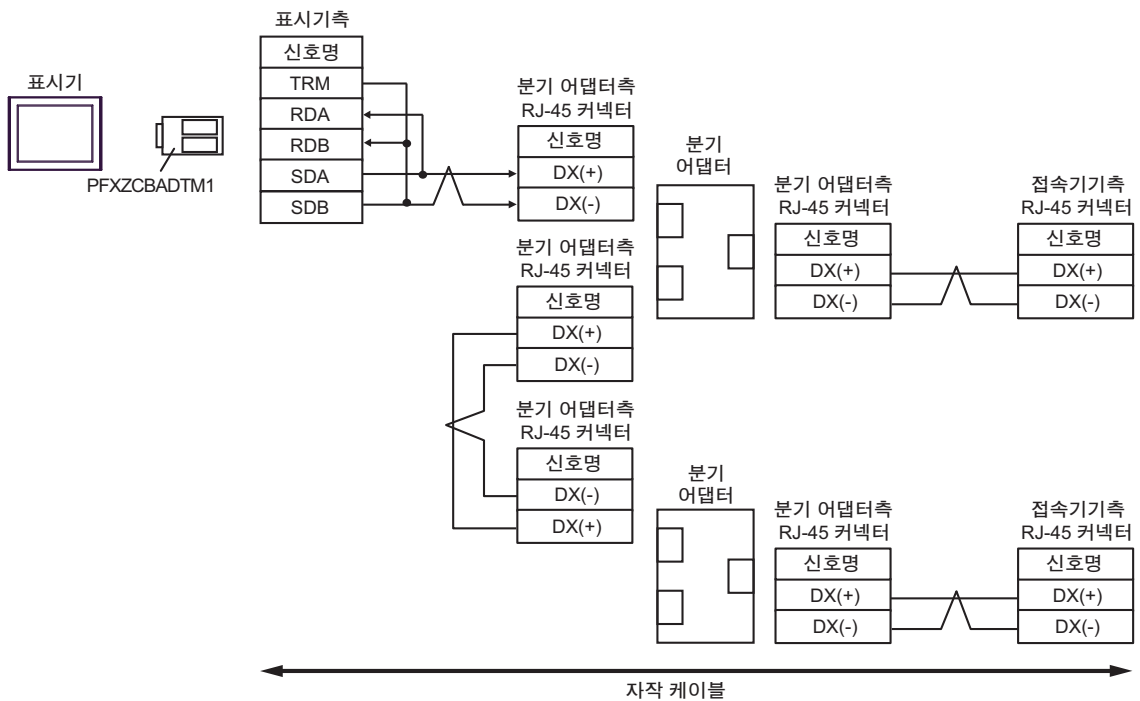 표시기
PFXZCBADTM1
표시기측
신호명
TRM
RDA
RDB
SDA
SDB
분기 어댑터측
RJ-45 커넥터
신호명
DX(+)
DX(-)
분기
어댑터
분기 어댑터측
RJ-45 커넥터
신호명
DX(+)
DX(-)
접속기기측
RJ-45 커넥터
신호명
DX(+)
DX(-)
분기 어댑터측
RJ-45 커넥터
신호명
DX(+)
DX(-)
분기 어댑터측
RJ-45 커넥터
신호명
DX(-)
DX(+)
분기
어댑터
분기 어댑터측
RJ-45 커넥터
신호명
DX(+)
DX(-)
접속기기측
RJ-45 커넥터
신호명
DX(+)
DX(-)
자작 케이블